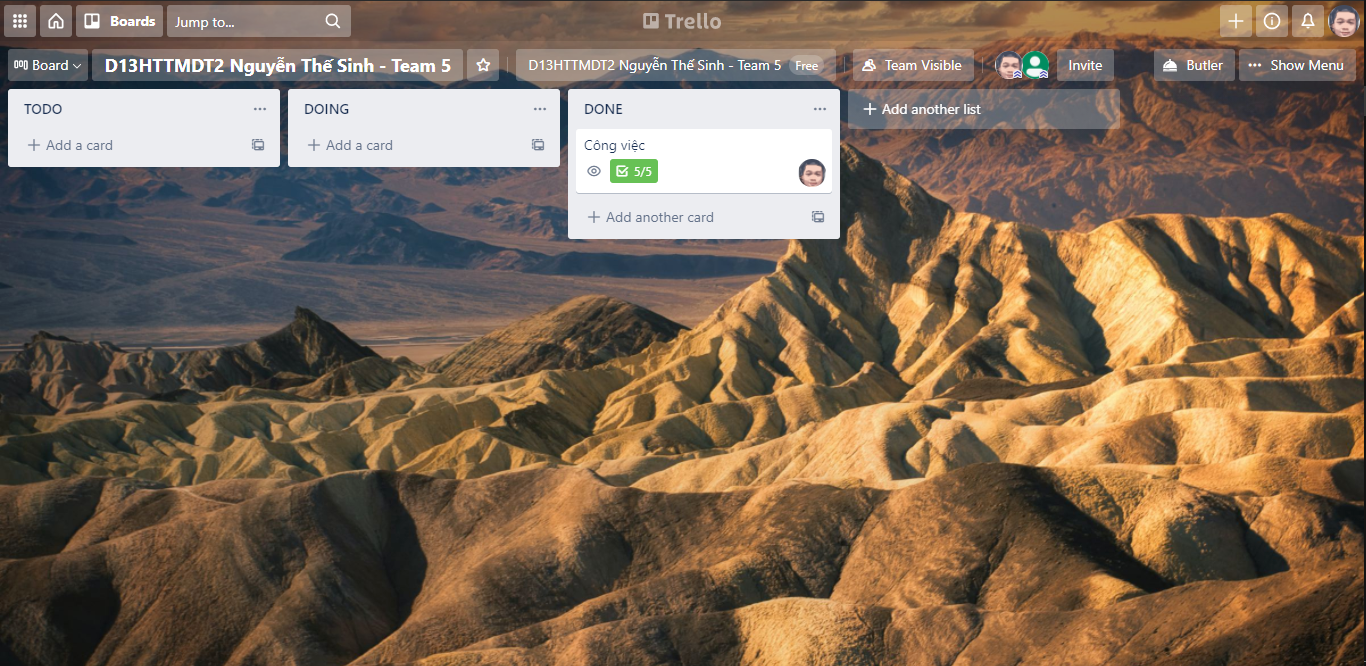 Boards
Jump to...
Trello
Board
D13HTTMDT2 Nguyễn Thế Sinh - Team 5
D13HTTMDT2 Nguyễn Thế Sinh - Team 5 Free
Team Visible
Invite
Butler
Show Menu
TODO
Add a card
DOING
Add a card
DONE
Công việc
5/5
Add another card
Add another list